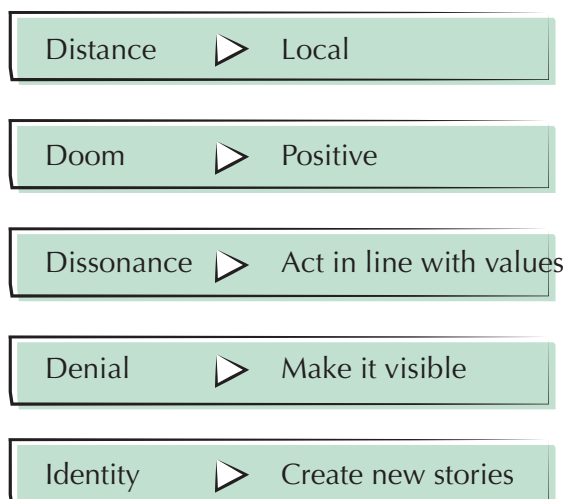 Distance Local
Doom Positive
Dissonance Act in line with values
Denial Make it visible
Identity Create new stories